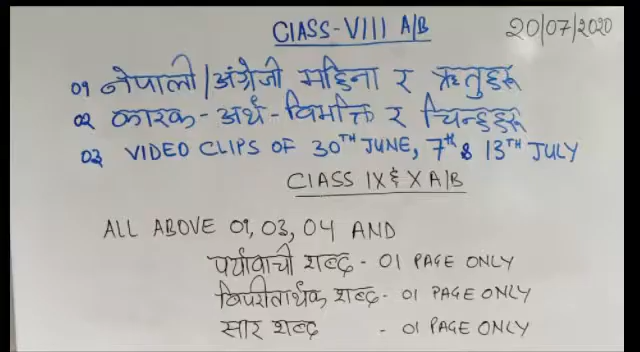 CLASS-VIII A/B
20/07/2020
01 नेपाली/अंग्रेजी महिना र ऋतुहरू
02 कारक - अर्थ - विभक्ति र चिन्हहरू
03 VIDEO CLIPS OF 30TH JUNE, 7th & 13TH JULY
CLASS IX & X A/B
ALL ABOVE 01, 03, 04 AND
पर्यावाची शब्द - 01 PAGE ONLY
विपरीतार्थक शब्द - 01 PAGE ONLY
सार शब्द - 01 PAGE ONLY